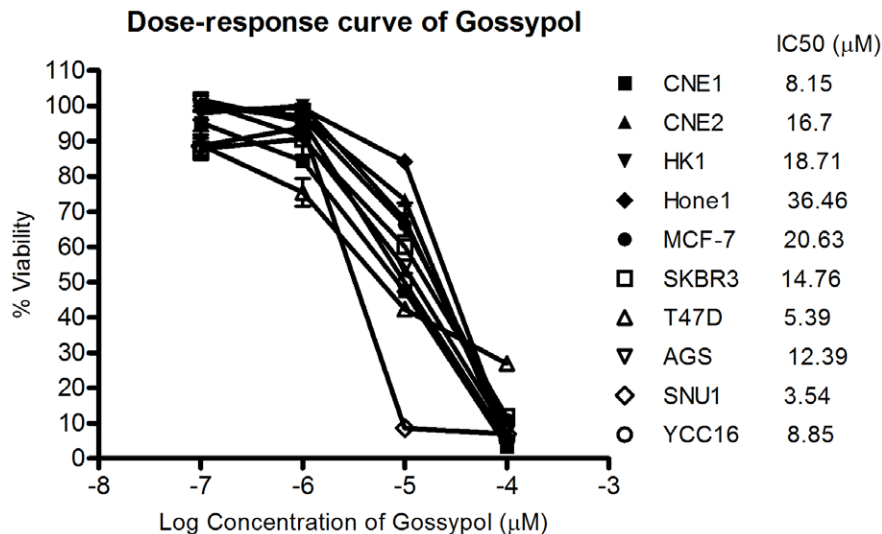 Dose-response curve of Gossypol
IC50 (μM)
CNE1 8.15
CNE2 16.7
HK1 18.71
Hone1 36.46
MCF-7 20.63
SKBR3 14.76
T47D 5.39
AGS 12.39
SNU1 3.54
YCC16 8.85
% Viability
110
100
90
80
70
60
50
40
30
20
10
0
-8 -7 -6 -5 -4 -3
Log Concentration of Gossypol (μM)